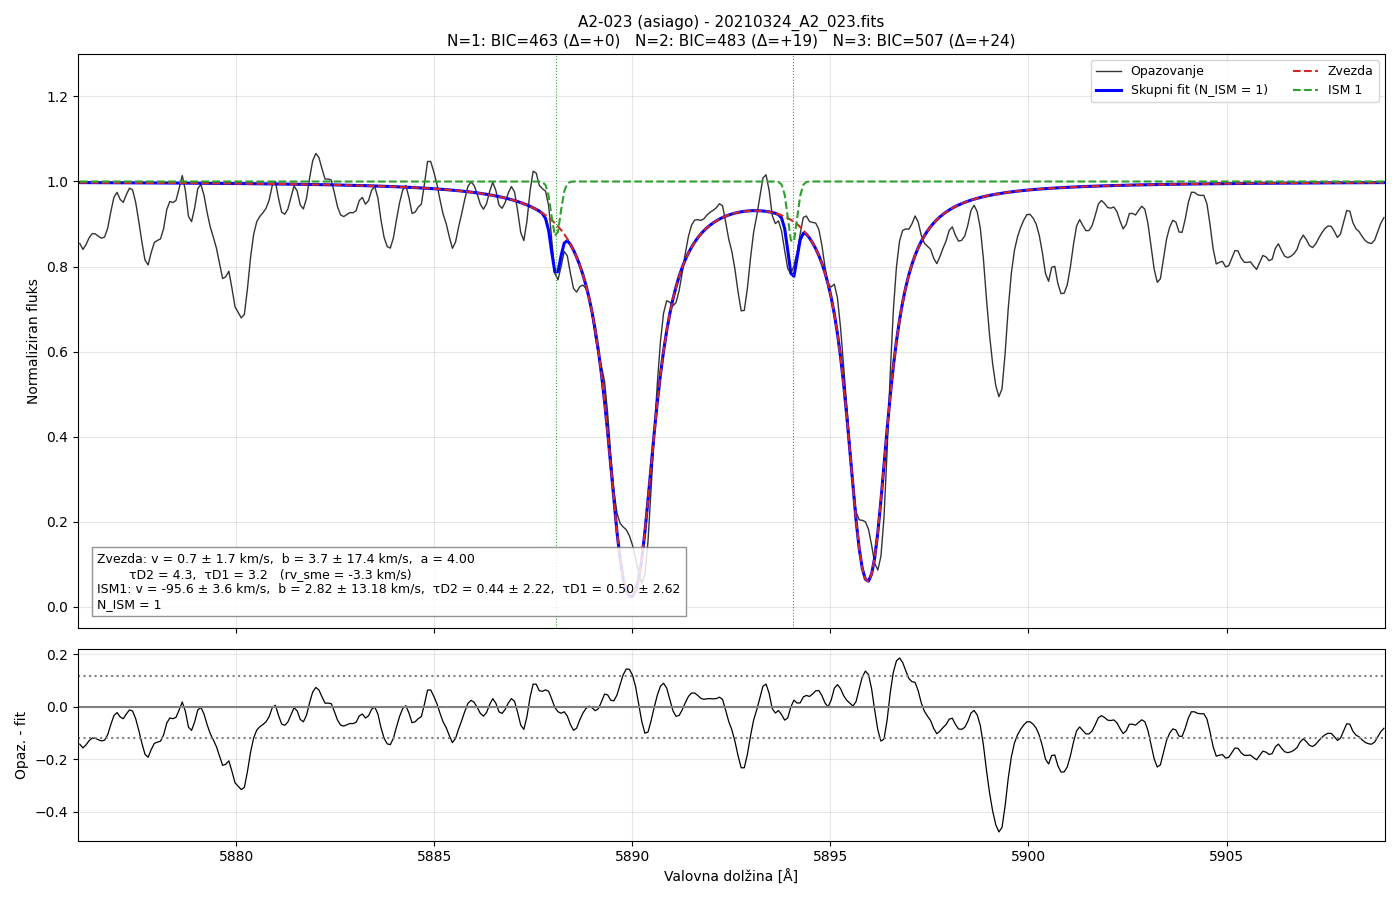 A2-023 (asiago) - 20210324_A2_023.fits
N=1: BIC=463 (Δ=+0)   N=2: BIC=483 (Δ=+19)   N=3: BIC=507 (Δ=+24)
Opazovanje
Skupni fit (N_ISM = 1)
Zvezda
ISM 1
Normaliziran fluks
1.2
1.0
0.8
0.6
0.4
0.2
0.0
Zvezda: v = 0.7 ± 1.7 km/s,  b = 3.7 ± 17.4 km/s,  a = 4.00
τD2 = 4.3,  τD1 = 3.2   (rv_sme = -3.3 km/s)
ISM1: v = -95.6 ± 3.6 km/s,  b = 2.82 ± 13.18 km/s,  τD2 = 0.44 ± 2.22,  τD1 = 0.50 ± 2.62
N_ISM = 1
Opaz. - fit
0.2
0.0
−0.2
−0.4
5880 5885 5890 5895 5900 5905
Valovna dolžina [Å]